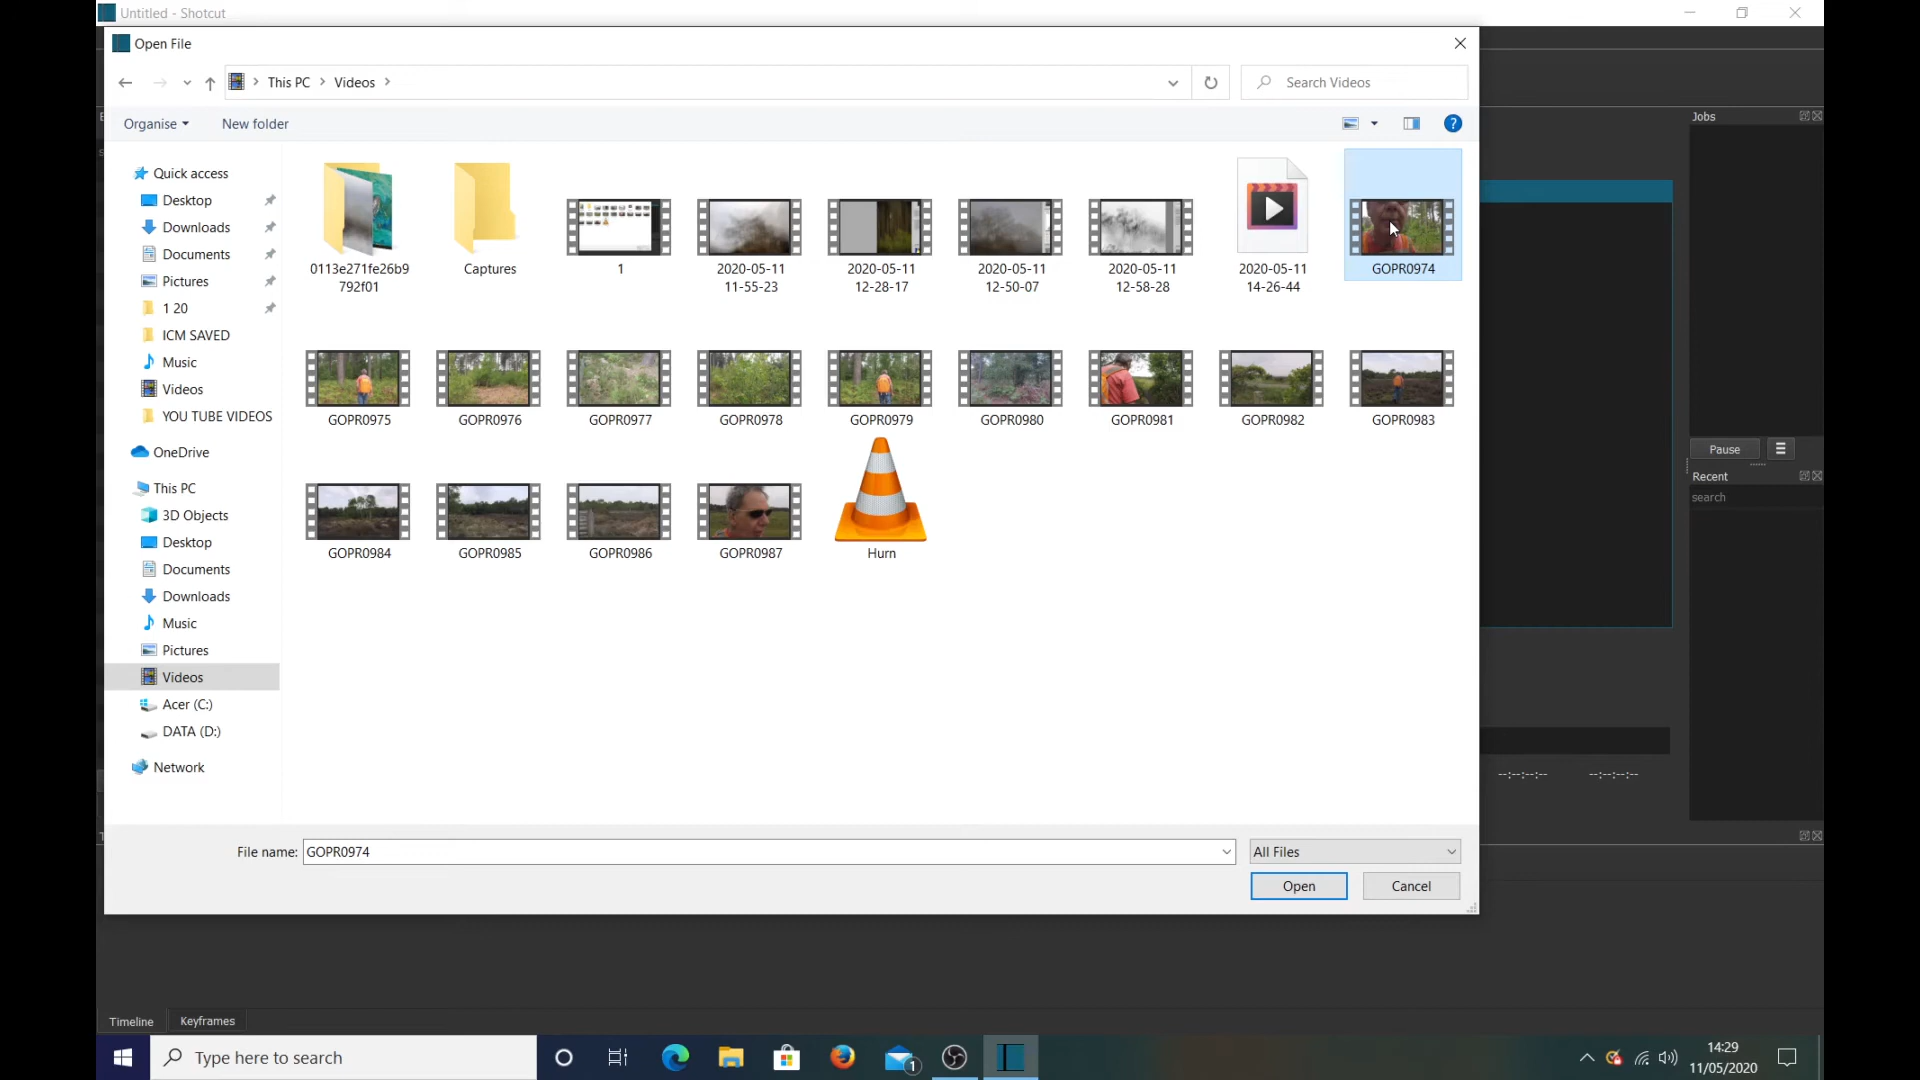 Untitled - Shotcut
Open File
This PC Videos
Search Videos
Organise New folder
Quick access
Desktop
Downloads
Documents
Pictures
1 20
ICM SAVED
Music
Videos
YOU TUBE VIDEOS
OneDrive
This PC
3D Objects
Desktop
Documents
Downloads
Music
Pictures
Videos
Acer (C:)
DATA (D:)
Network
0113e271fe26b9
792f01
Captures
1
2020-05-11
11-55-23
2020-05-11
12-28-17
2020-05-11
12-50-07
2020-05-11
12-58-28
2020-05-11
14-26-44
GOPR0974
GOPR0975
GOPR0976
GOPR0977
GOPR0978
GOPR0979
GOPR0980
GOPR0981
GOPR0982
GOPR0983
GOPR0984
GOPR0985
GOPR0986
GOPR0987
Hurn
File name: GOPR0974
All Files
Open Cancel
Jobs
Pause
Recent
search
--:--:--:-- --:--:--:--
Timeline Keyframes
Type here to search
1
14:29
11/05/2020